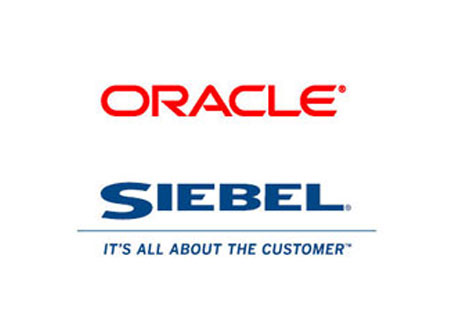 ORACLE®
SIEBEL®
IT'S ALL ABOUT THE CUSTOMER™